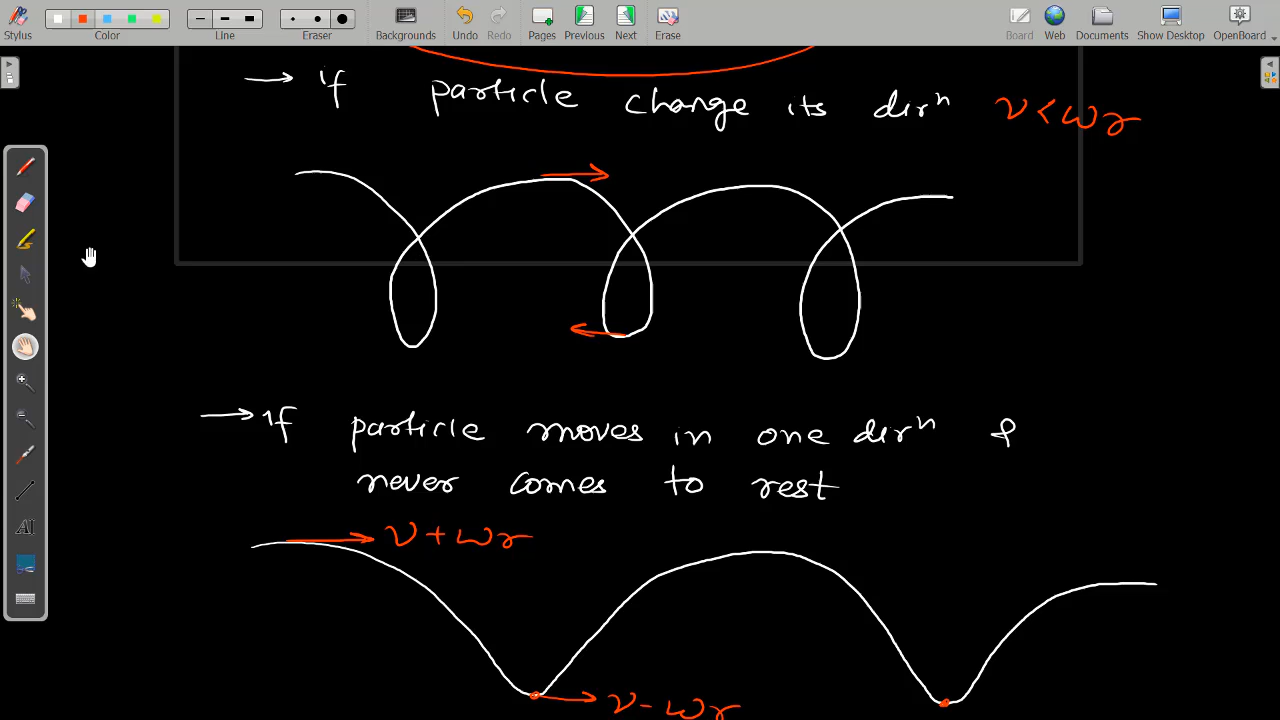 Stylus Color Line Eraser Backgrounds Undo Redo Pages Previous Next Erase Board Web Documents Show Desktop OpenBoard
→ if particle change its dirⁿ v < ωr
→ if particle moves in one dirⁿ &
never comes to rest
v + ωr
v - ωr
AI